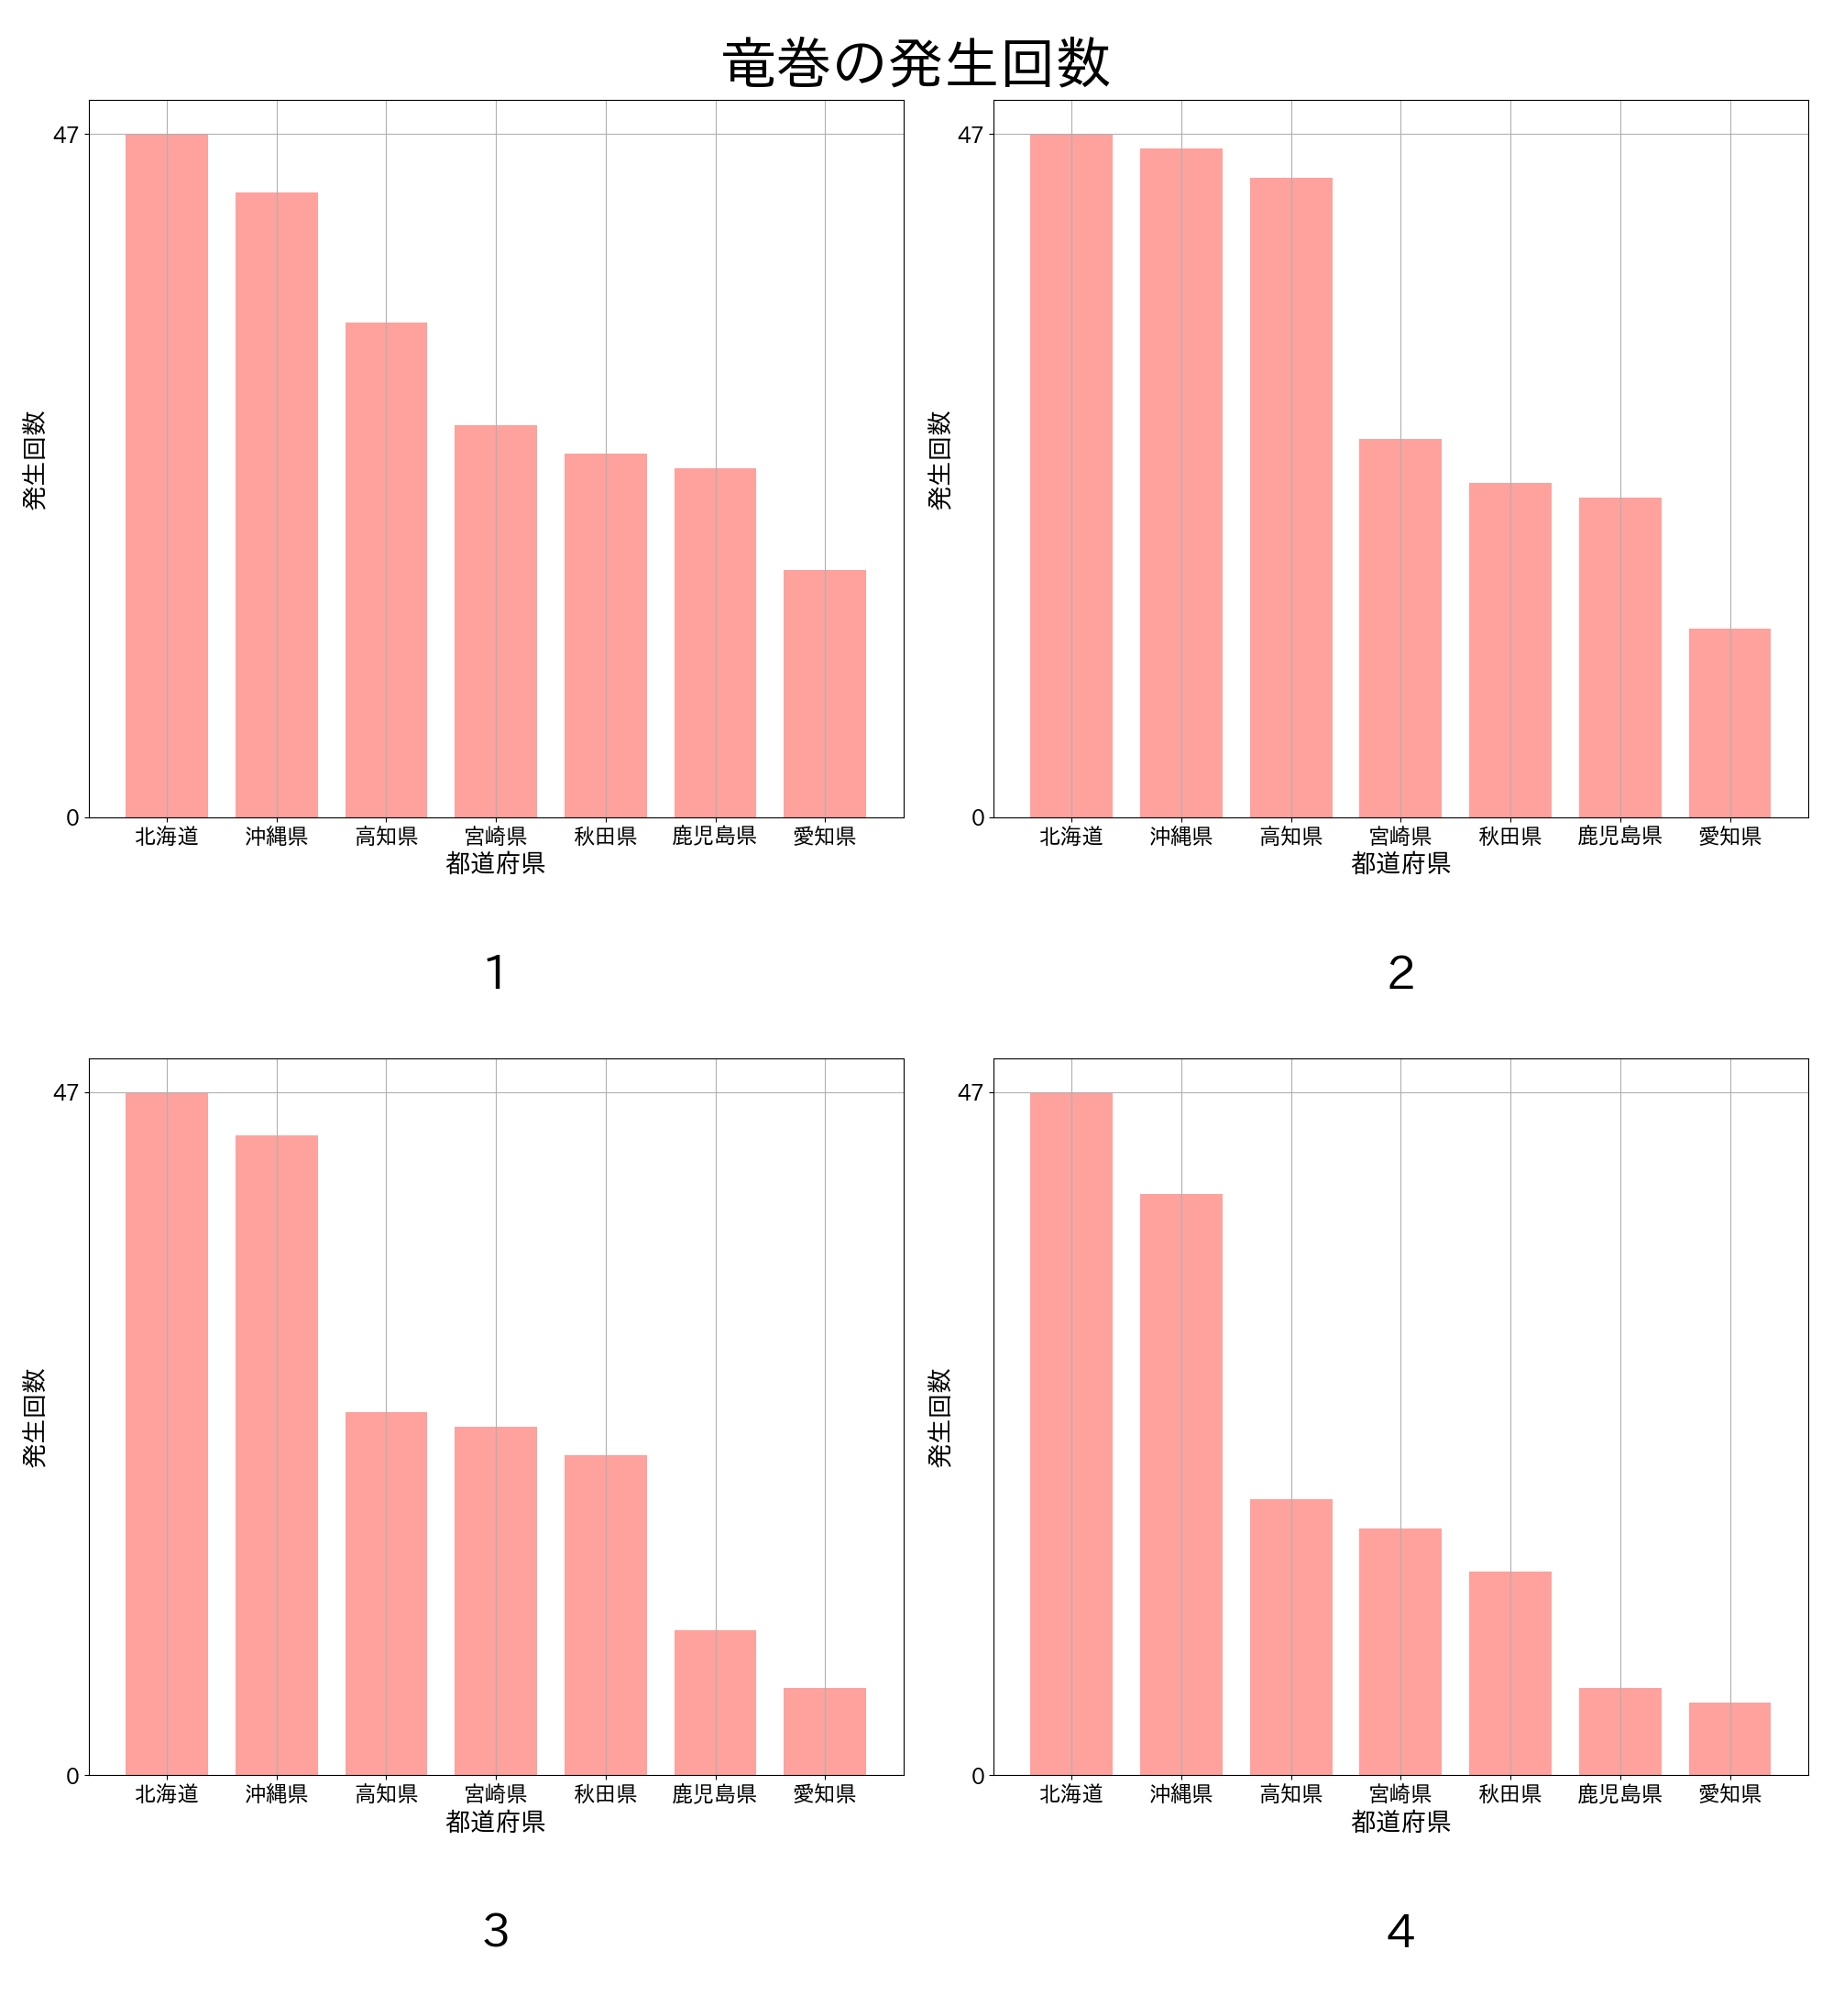 竜巻の発生回数
47
0
発生回数
北海道 沖縄県 高知県 宮崎県 秋田県 鹿児島県 愛知県
都道府県
1
47
0
発生回数
北海道 沖縄県 高知県 宮崎県 秋田県 鹿児島県 愛知県
都道府県
2
47
0
発生回数
北海道 沖縄県 高知県 宮崎県 秋田県 鹿児島県 愛知県
都道府県
3
47
0
発生回数
北海道 沖縄県 高知県 宮崎県 秋田県 鹿児島県 愛知県
都道府県
4